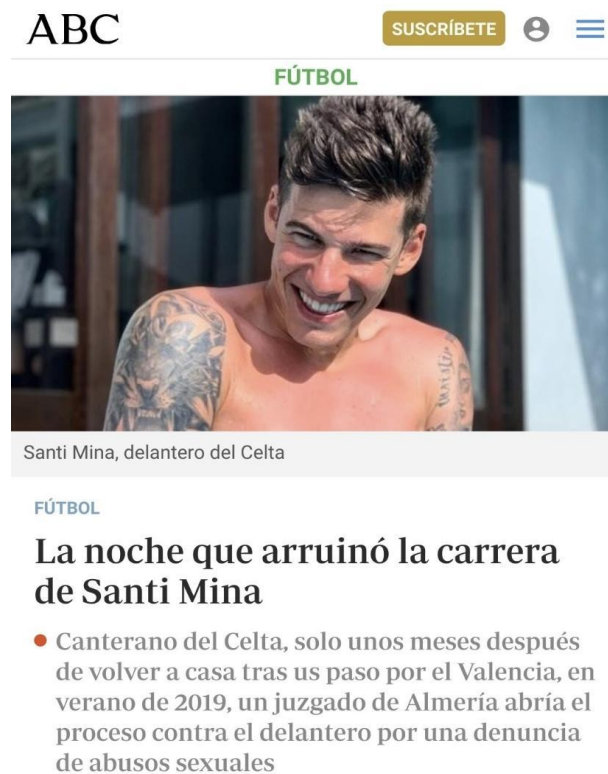 ABC
SUSCRÍBETE
FÚTBOL
Santi Mina, delantero del Celta
FÚTBOL
La noche que arruinó la carrera
de Santi Mina
Canterano del Celta, solo unos meses después
de volver a casa tras us paso por el Valencia, en
verano de 2019, un juzgado de Almería abría el
proceso contra el delantero por una denuncia
de abusos sexuales